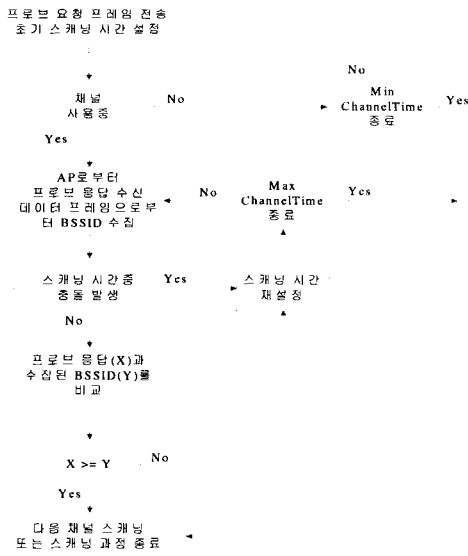 프로브 요청 프레임 전송
초기 스캐닝 시간 설정
채널
사용중
No
Yes
No
Min
ChannelTime
종료
Yes
AP로부터
프로브 응답 수신
데이터 프레임으로부
터 BSSID 수집
No
Max
ChannelTime
종료
Yes
스캐닝 시간중
충돌 발생
Yes
No
스캐닝 시간
재설정
프로브 응답(X)과
수집된 BSSID(Y)를
비교
X >= Y
No
Yes
다음 채널 스캐닝
또는 스캐닝 과정 종료